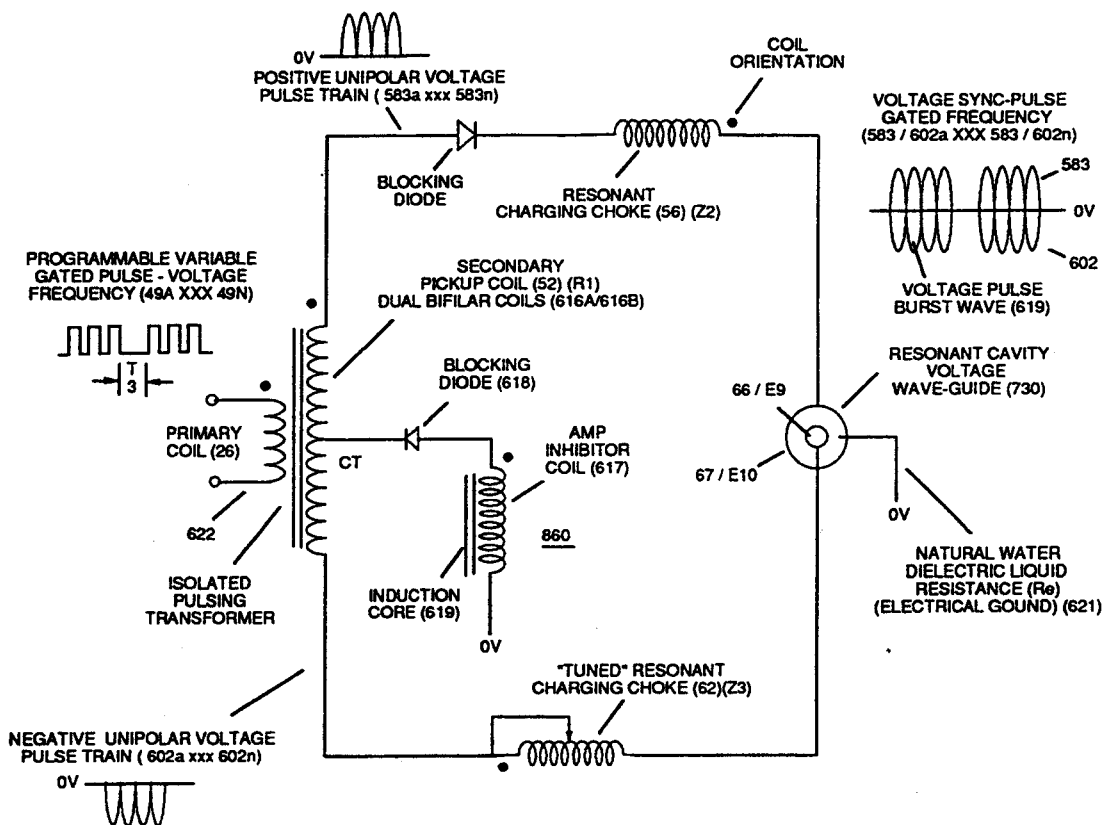 0V
POSITIVE UNIPOLAR VOLTAGE
PULSE TRAIN ( 583a xxx 583n)
COIL
ORIENTATION
BLOCKING
DIODE
RESONANT
CHARGING CHOKE (56) (Z2)
VOLTAGE SYNC-PULSE
GATED FREQUENCY
(583 / 602a XXX 583 / 602n)
583
0V
602
VOLTAGE PULSE
BURST WAVE (619)
PROGRAMMABLE VARIABLE
GATED PULSE - VOLTAGE
FREQUENCY (49A XXX 49N)
T
3
SECONDARY
PICKUP COIL (52) (R1)
DUAL BIFILAR COILS (616A/616B)
BLOCKING
DIODE (618)
RESONANT CAVITY
VOLTAGE
WAVE-GUIDE (730)
66 / E9
67 / E10
0V
PRIMARY
COIL (26)
CT
AMP
INHIBITOR
COIL (617)
860
622
ISOLATED
PULSING
TRANSFORMER
INDUCTION
CORE (619)
0V
NATURAL WATER
DIELECTRIC LIQUID
RESISTANCE (Re)
(ELECTRICAL GOUND) (621)
"TUNED" RESONANT
CHARGING CHOKE (62)(Z3)
NEGATIVE UNIPOLAR VOLTAGE
PULSE TRAIN ( 602a xxx 602n)
0V